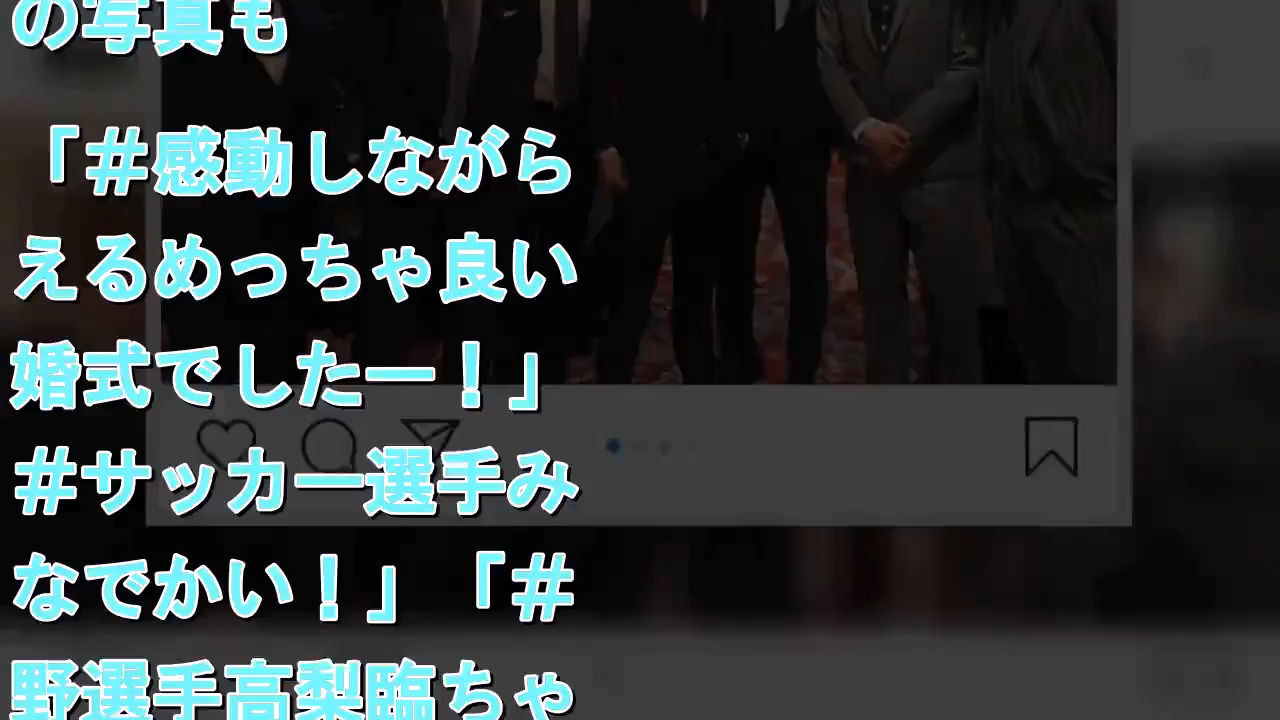 の写真も
「＃感動しながら
えるめっちゃ良い
婚式でしたー！」
＃サッカー選手み
なでかい！」「＃
野選手高梨臨ちゃ